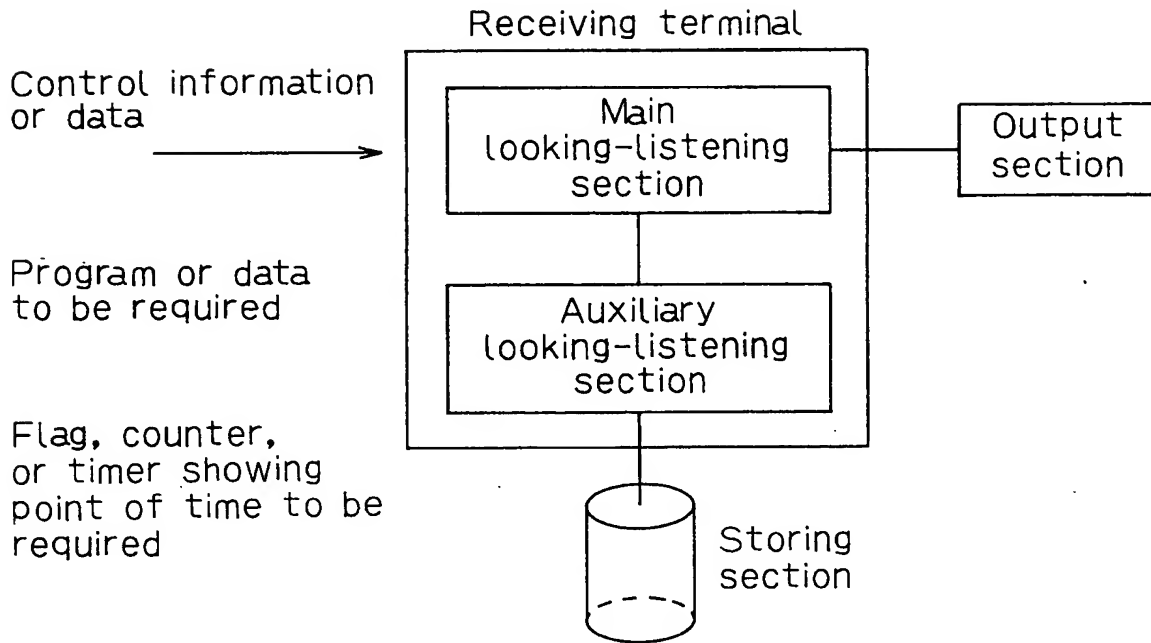 Receiving terminal
Control information
or data
Main
looking-listening
section
Output
section
Program or data
to be required
Auxiliary
looking-listening
section
Flag, counter,
or timer showing
point of time to be
required
Storing
section